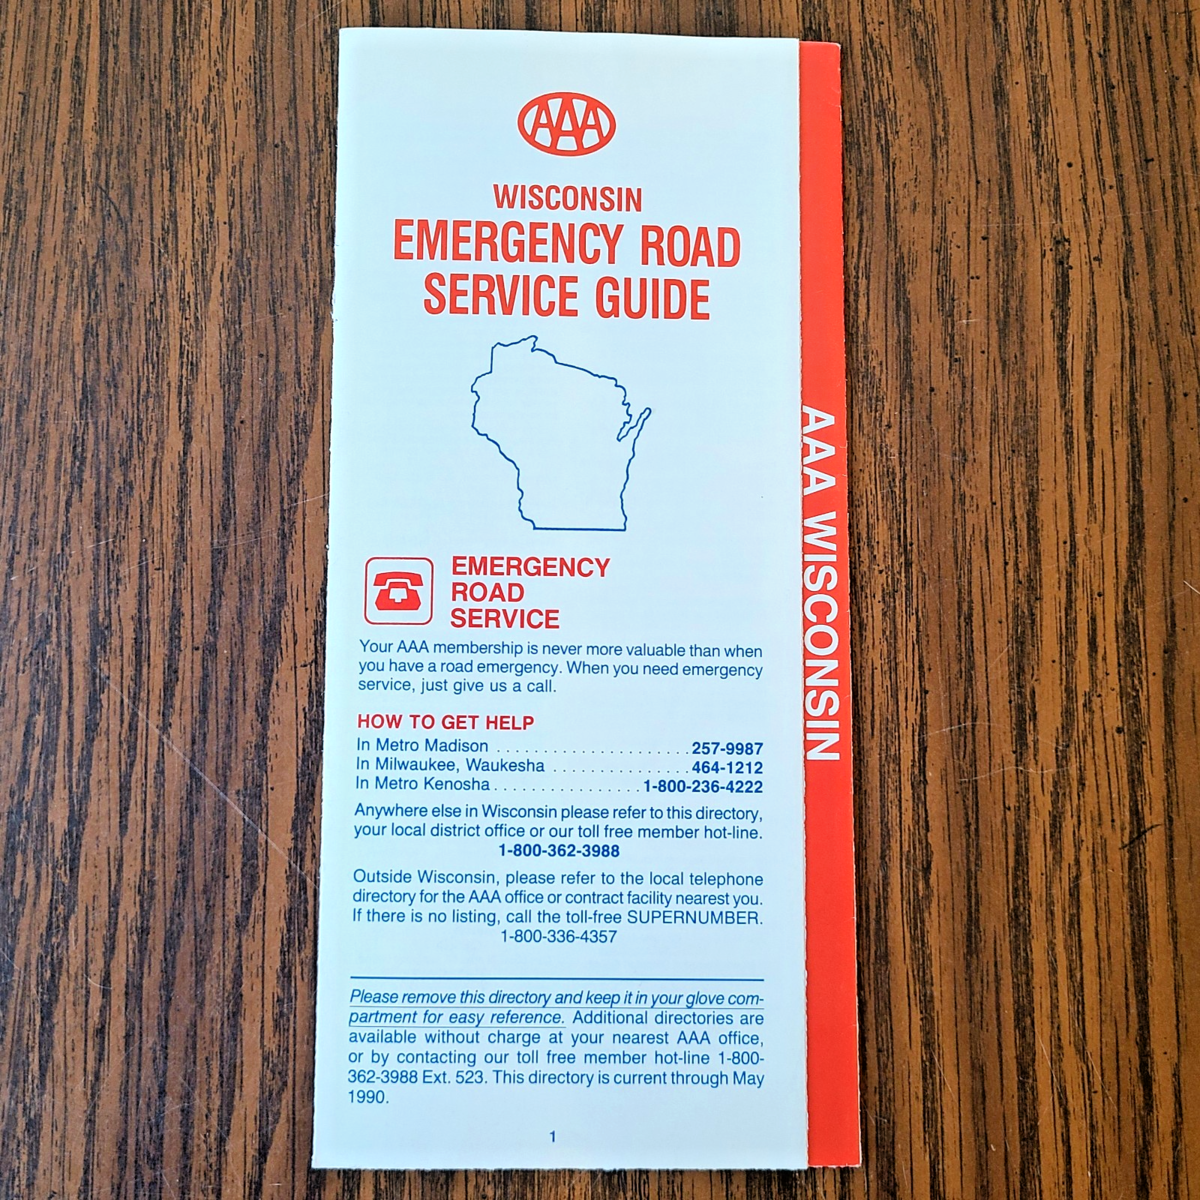 AAA
WISCONSIN
EMERGENCY ROAD
SERVICE GUIDE
EMERGENCY
ROAD
SERVICE
Your AAA membership is never more valuable than when
you have a road emergency. When you need emergency
service, just give us a call.
HOW TO GET HELP
In Metro Madison . . . . . . . . . . . . . . . . . . . . . 257-9987
In Milwaukee, Waukesha . . . . . . . . . . . . . . . 464-1212
In Metro Kenosha . . . . . . . . . . . . . . . . 1-800-236-4222
Anywhere else in Wisconsin please refer to this directory,
your local district office or our toll free member hot-line.
1-800-362-3988
Outside Wisconsin, please refer to the local telephone
directory for the AAA office or contract facility nearest you.
If there is no listing, call the toll-free SUPERNUMBER.
1-800-336-4357
Please remove this directory and keep it in your glove com-
partment for easy reference. Additional directories are
available without charge at your nearest AAA office,
or by contacting our toll free member hot-line 1-800-
362-3988 Ext. 523. This directory is current through May
1990.
1
AAA WISCONSIN